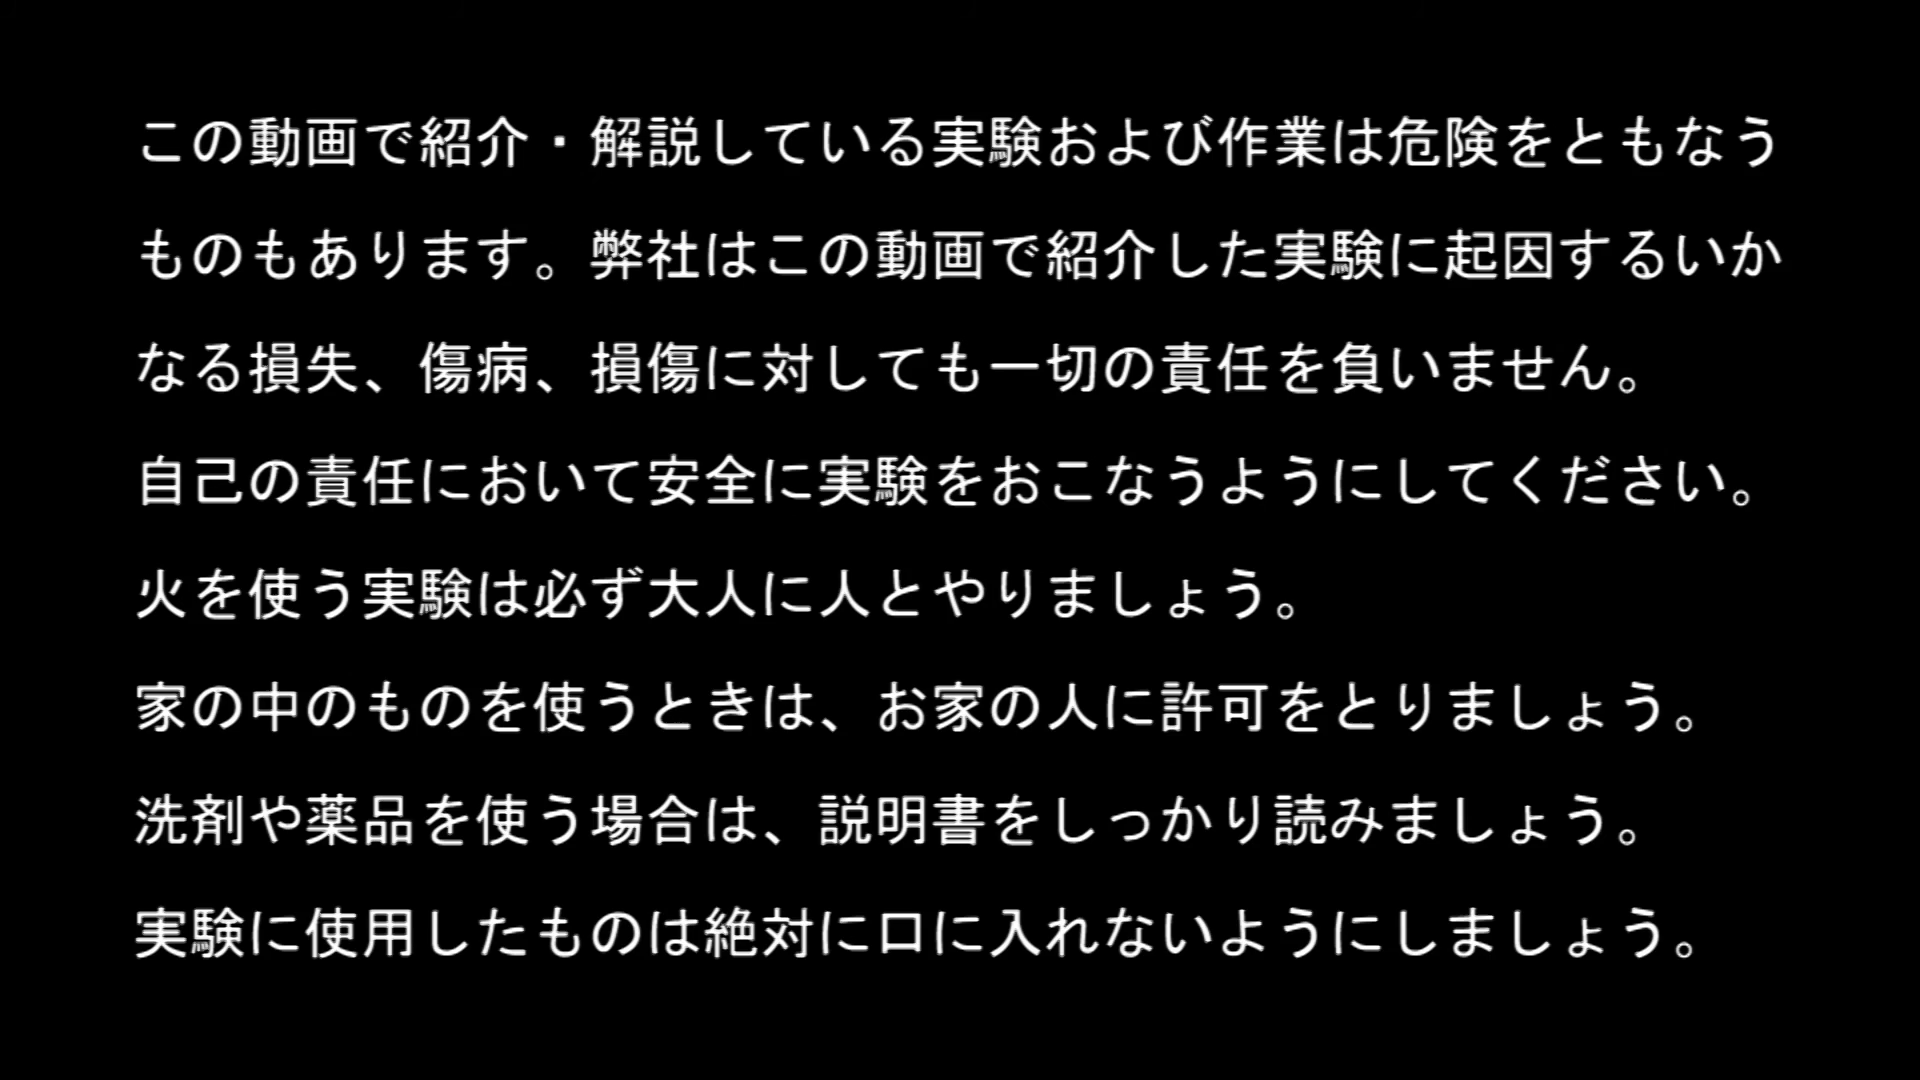 この動画で紹介・解説している実験および作業は危険をともなう
ものもあります。弊社はこの動画で紹介した実験に起因するいか
なる損失、傷病、損傷に対しても一切の責任を負いません。
自己の責任において安全に実験をおこなうようにしてください。
火を使う実験は必ず大人に人とやりましょう。
家の中のものを使うときは、お家の人に許可をとりましょう。
洗剤や薬品を使う場合は、説明書をしっかり読みましょう。
実験に使用したものは絶対に口に入れないようにしましょう。